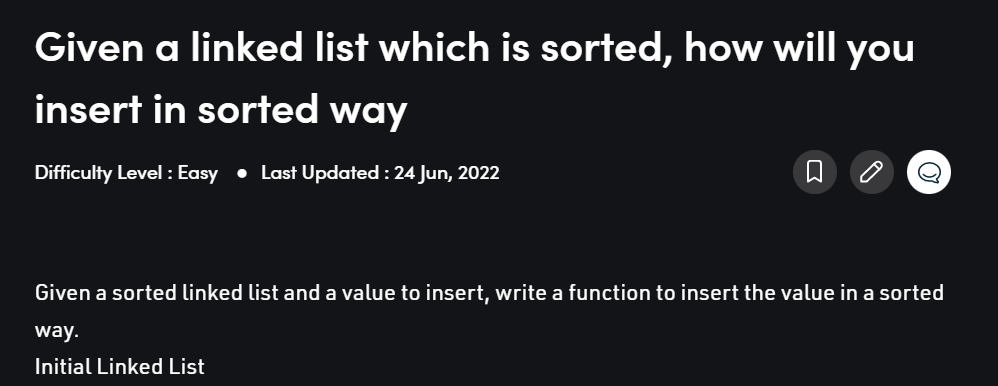 Given a linked list which is sorted, how will you
insert in sorted way
Difficulty Level : Easy ● Last Updated : 24 Jun, 2022
Given a sorted linked list and a value to insert, write a function to insert the value in a sorted
way.
Initial Linked List